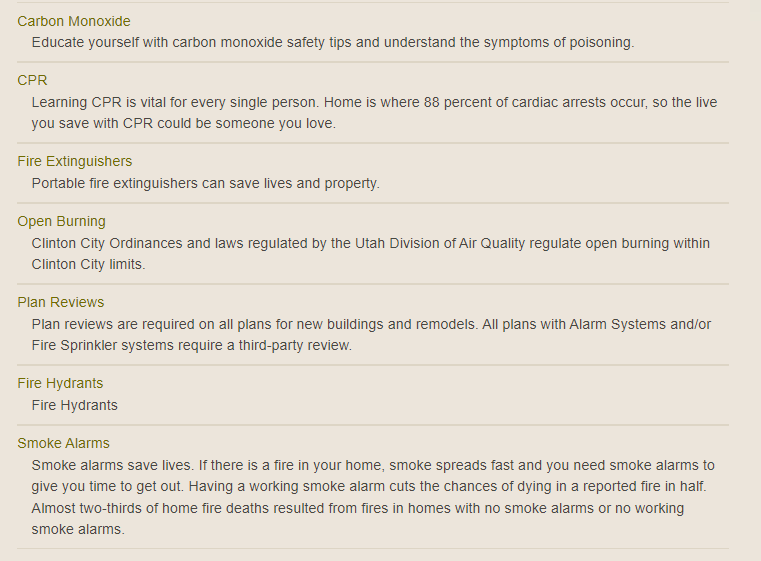 Carbon Monoxide
Educate yourself with carbon monoxide safety tips and understand the symptoms of poisoning.
CPR
Learning CPR is vital for every single person. Home is where 88 percent of cardiac arrests occur, so the live
you save with CPR could be someone you love.
Fire Extinguishers
Portable fire extinguishers can save lives and property.
Open Burning
Clinton City Ordinances and laws regulated by the Utah Division of Air Quality regulate open burning within
Clinton City limits.
Plan Reviews
Plan reviews are required on all plans for new buildings and remodels. All plans with Alarm Systems and/or
Fire Sprinkler systems require a third-party review.
Fire Hydrants
Fire Hydrants
Smoke Alarms
Smoke alarms save lives. If there is a fire in your home, smoke spreads fast and you need smoke alarms to
give you time to get out. Having a working smoke alarm cuts the chances of dying in a reported fire in half.
Almost two-thirds of home fire deaths resulted from fires in homes with no smoke alarms or no working
smoke alarms.